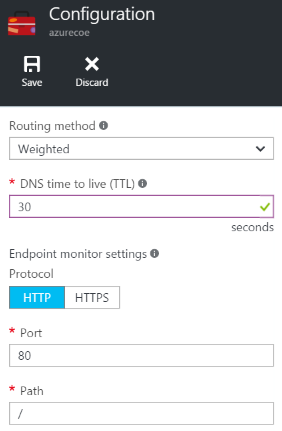 Configuration
azurecoe
Save Discard
Routing method
Weighted
* DNS time to live (TTL)
30
seconds
Endpoint monitor settings
Protocol
HTTP HTTPS
* Port
80
* Path
/